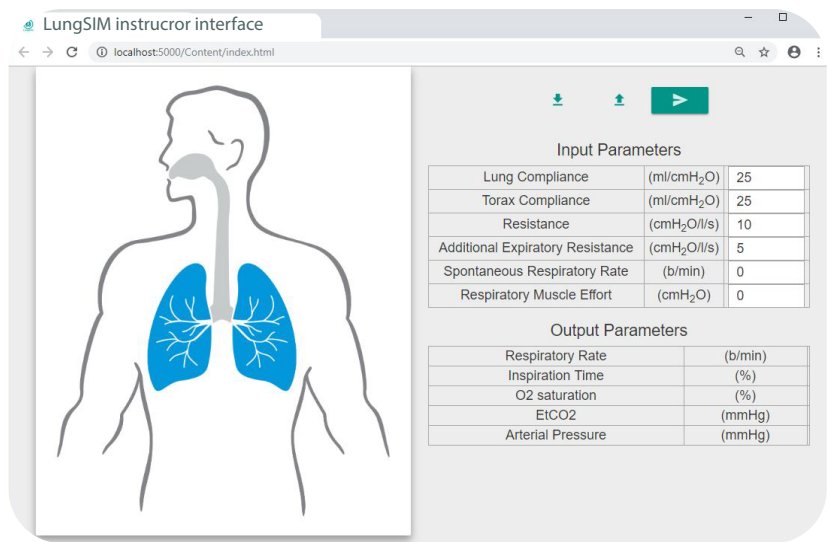 LungSIM instrucror interface
localhost:5000/Content/index.html
Input Parameters
Lung Compliance (ml/cmH₂O) 25
Torax Compliance (ml/cmH₂O) 25
Resistance (cmH₂O/l/s) 10
Additional Expiratory Resistance (cmH₂O/l/s) 5
Spontaneous Respiratory Rate (b/min) 0
Respiratory Muscle Effort (cmH₂O) 0
Output Parameters
Respiratory Rate (b/min)
Inspiration Time (%)
O2 saturation (%)
EtCO2 (mmHg)
Arterial Pressure (mmHg)